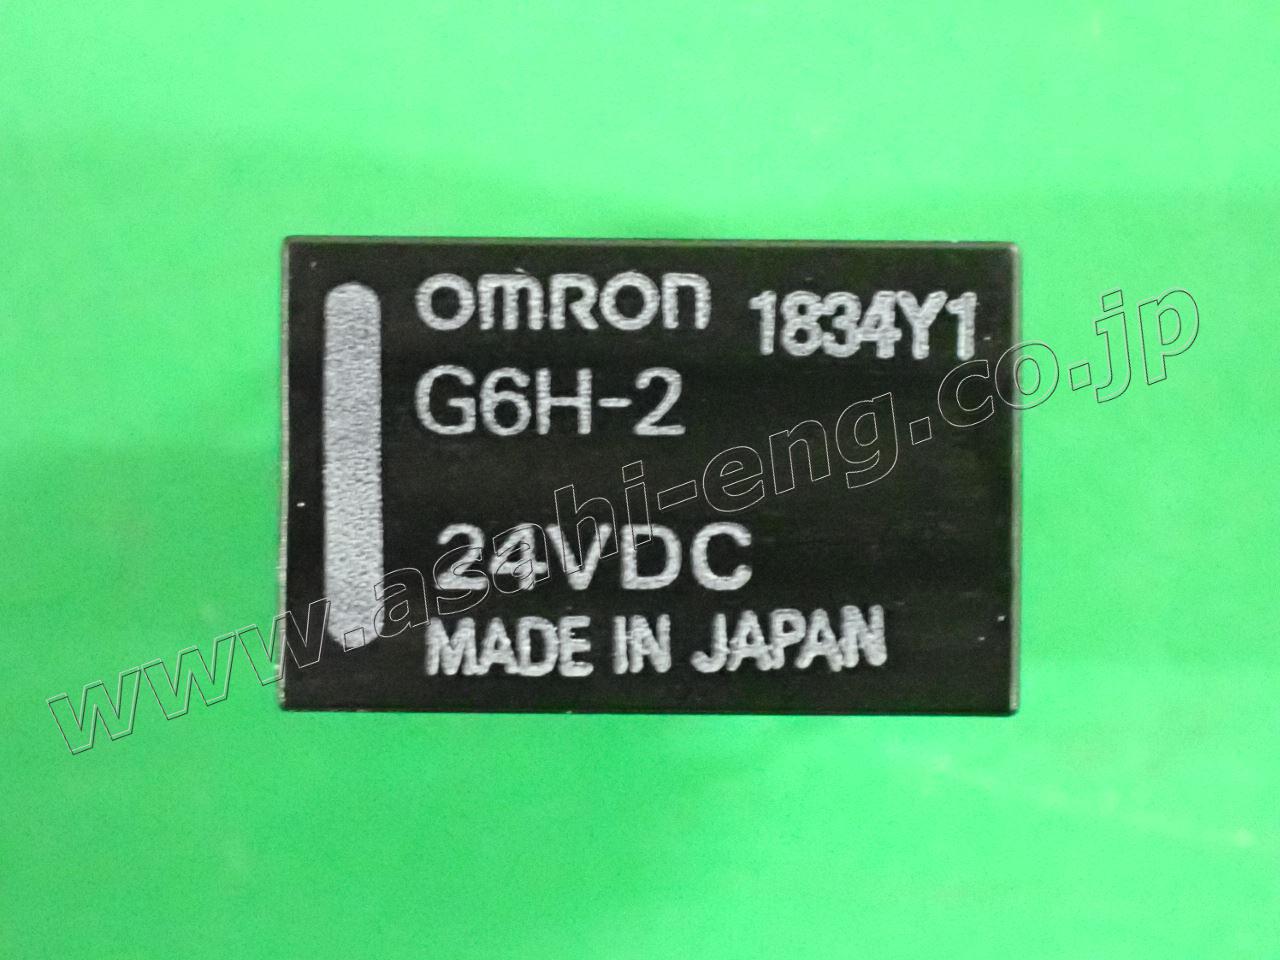 omron 1834Y1
G6H-2
24VDC
MADE IN JAPAN
www.asahi-eng.co.jp